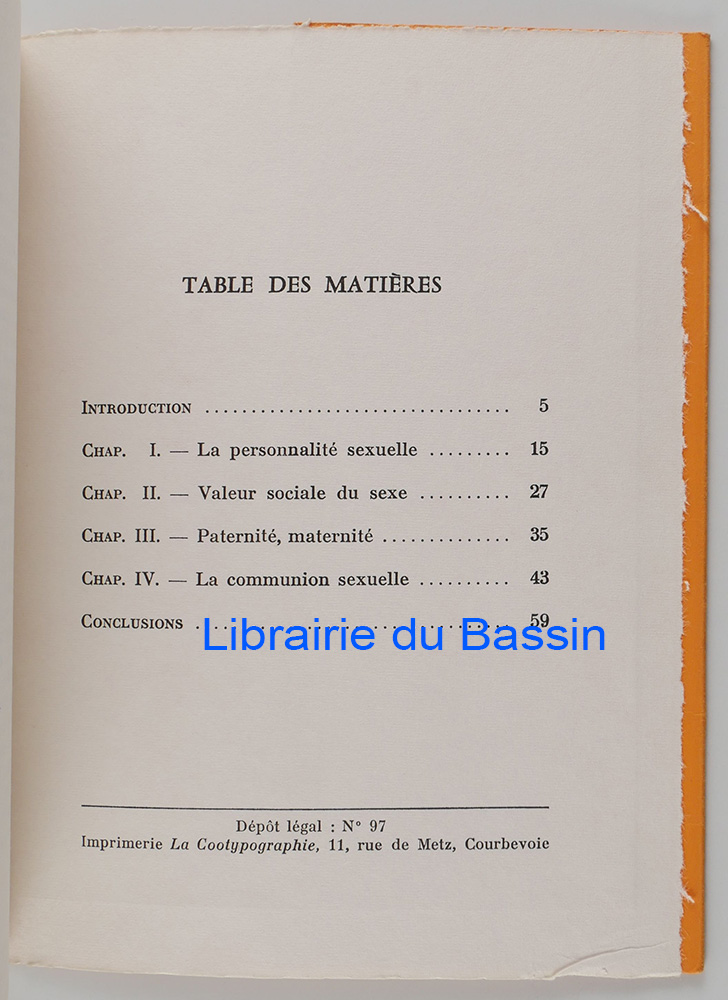 TABLE DES MATIÈRES
INTRODUCTION .................................. 5
CHAP. I. — La personnalité sexuelle ......... 15
CHAP. II. — Valeur sociale du sexe .......... 27
CHAP. III. — Paternité, maternité .............. 35
CHAP. IV. — La communion sexuelle .......... 43
CONCLUSIONS .................................. 59
Librairie du Bassin
Dépôt légal : N° 97
Imprimerie La Cootypographie, 11, rue de Metz, Courbevoie